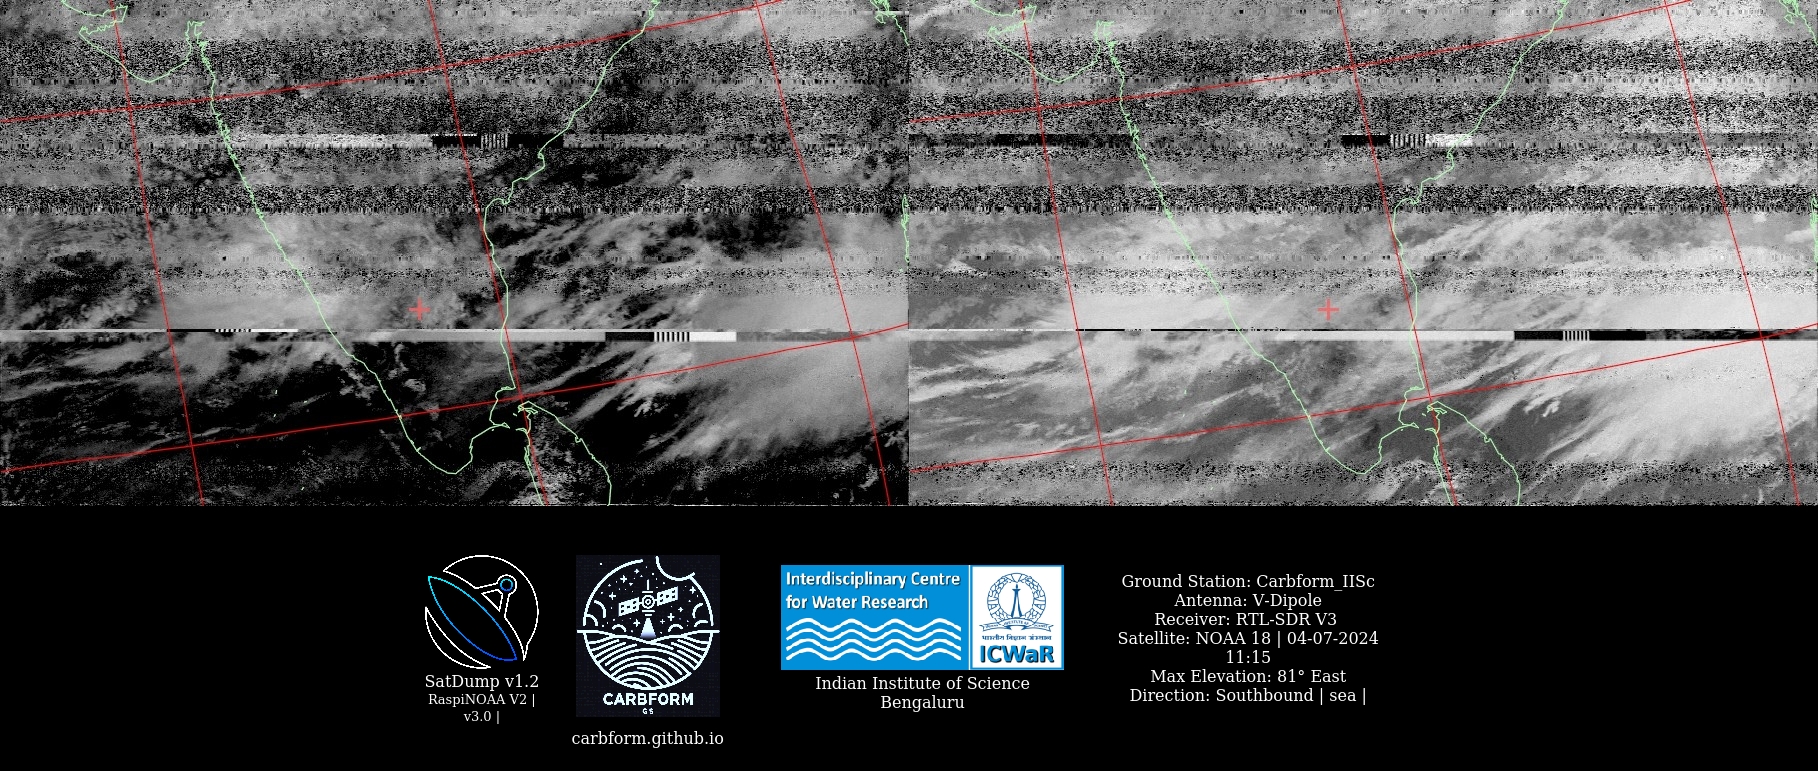 SatDump v1.2
RaspiNOAA V2 |
v3.0 |
CARBFORM
GS
carbform.github.io
Interdisciplinary Centre
for Water Research
भारतीय विज्ञान संस्थान
ICWaR
Indian Institute of Science
Bengaluru
Ground Station: Carbform_IISc
Antenna: V-Dipole
Receiver: RTL-SDR V3
Satellite: NOAA 18 | 04-07-2024
11:15
Max Elevation: 81° East
Direction: Southbound | sea |